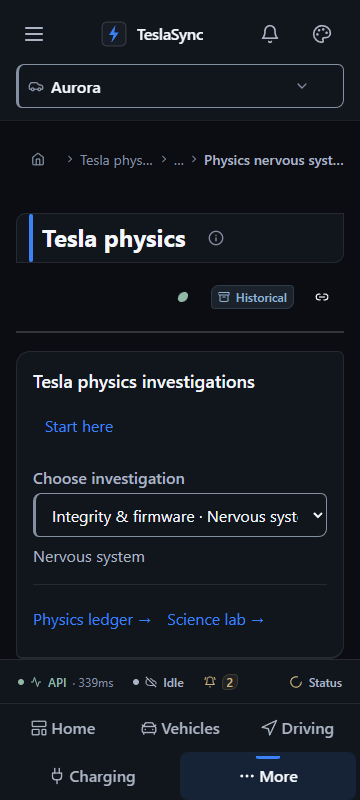 TeslaSync
Aurora
Tesla phys... > ... > Physics nervous syst...
Tesla physics
Historical
Tesla physics investigations
Start here
Choose investigation
Integrity & firmware · Nervous syst
Nervous system
Physics ledger → Science lab →
API · 339ms Idle 2 Status
Home Vehicles Driving
Charging More